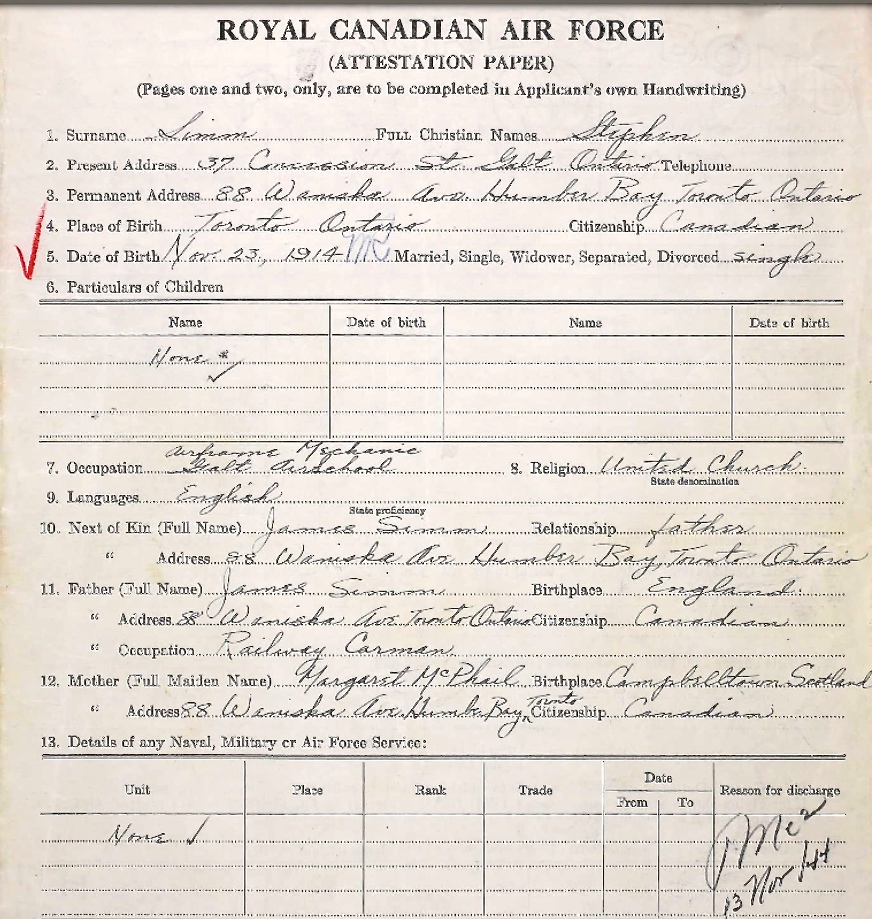 ROYAL CANADIAN AIR FORCE
(ATTESTATION PAPER)
(Pages one and two, only, are to be completed in Applicant's own Handwriting)
1. Surname Simm FULL Christian Names Stephen
2. Present Address 37 Concession St Galt Ontario Telephone
3. Permanent Address 88 Waniska Ave Humber Bay Toronto Ontario
4. Place of Birth Toronto Ontario Citizenship Canadian
5. Date of Birth Nov. 23, 1914 Married, Single, Widower, Separated, Divorced single
6. Particulars of Children
Name Date of birth Name Date of birth
None
airframe Mechanic
7. Occupation Galt Airschool 8. Religion United Church.
State denomination
9. Languages English
State proficiency
10. Next of Kin (Full Name) James Simm Relationship father
" Address 88 Waniska Ave Humber Bay, Toronto Ontario
11. Father (Full Name) James Simm Birthplace England.
" Address 88 Waniska Ave Toronto Ontario Citizenship Canadian
" Occupation Railway Carman
12. Mother (Full Maiden Name) Margaret McPhail Birthplace Campbelltown Scotland
" Address 88 Waniska Ave. Humber Bay, Toronto Citizenship Canadian
13. Details of any Naval, Military or Air Force Service:
Unit Place Rank Trade Date Reason for discharge
From To
None
13 Nov 44